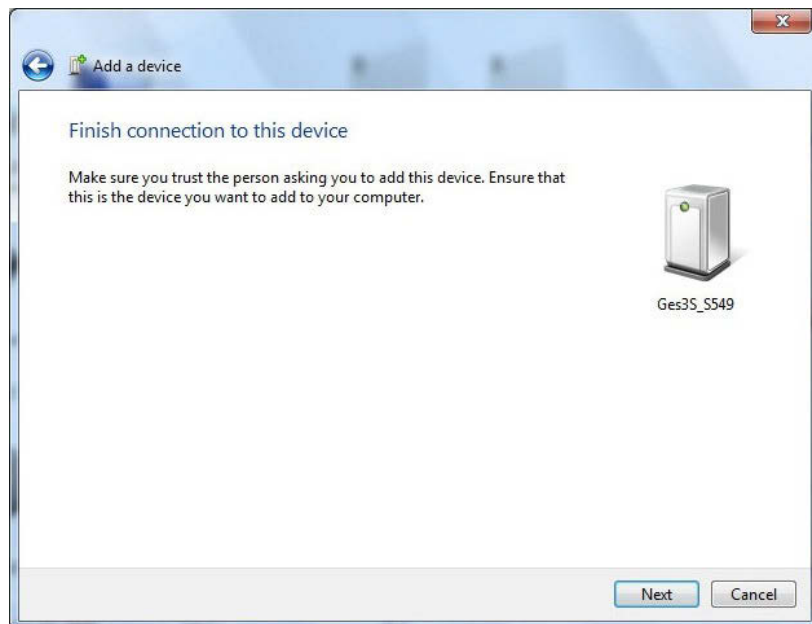 Add a device
Finish connection to this device
Make sure you trust the person asking you to add this device. Ensure that
this is the device you want to add to your computer.
Ges3S_S549
Next
Cancel